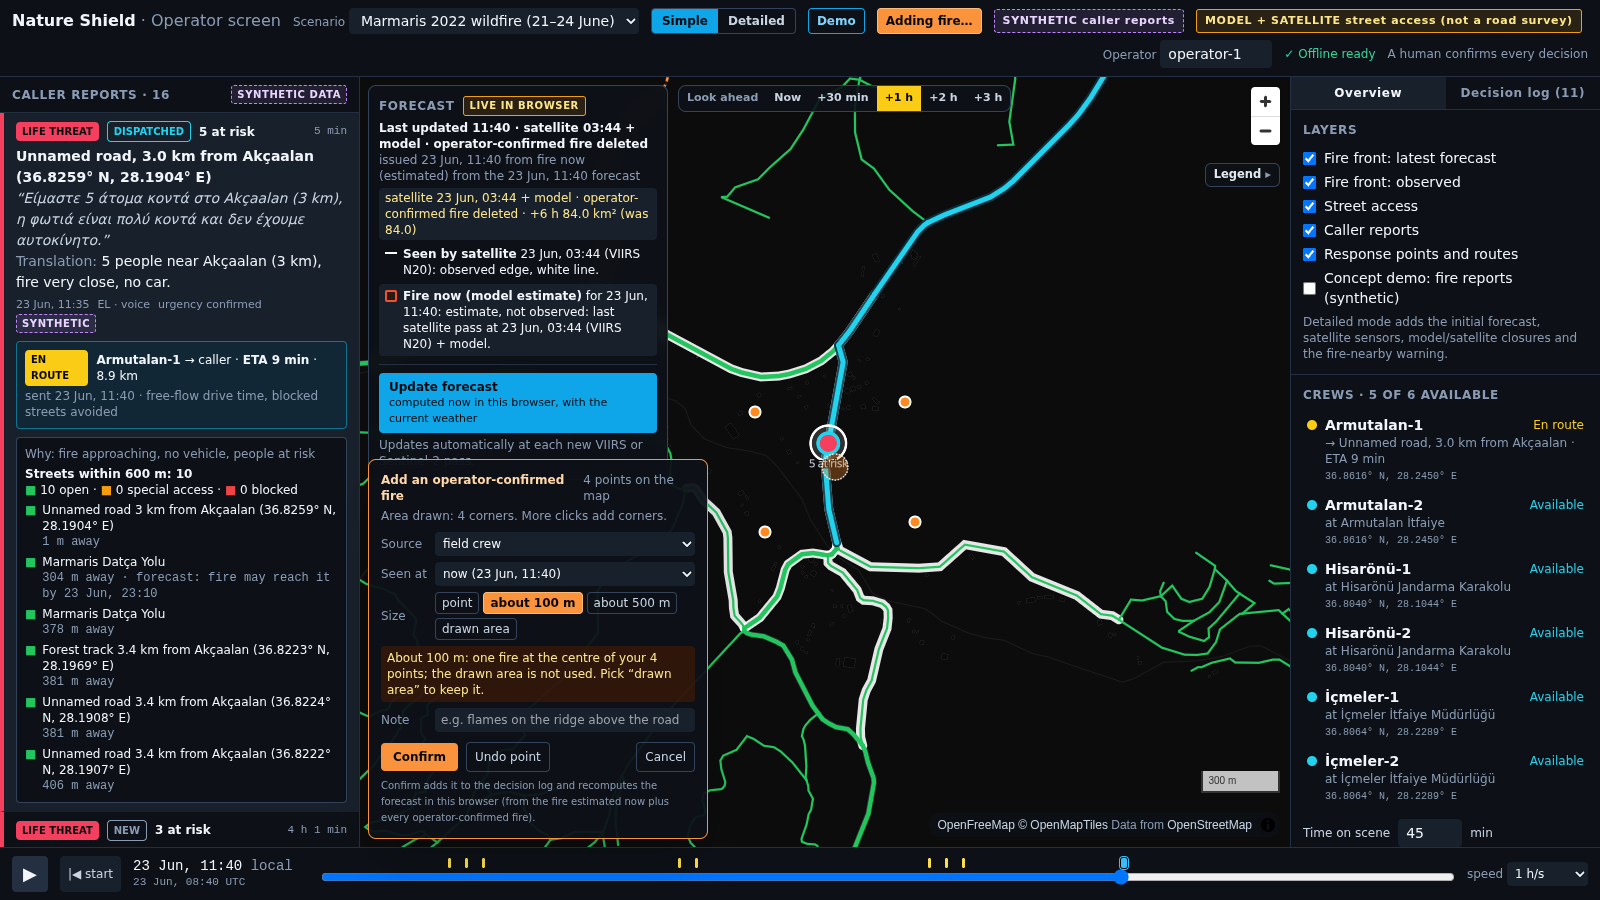 Nature Shield · Operator screen
Scenario
Marmaris 2022 wildfire (21–24 June)
Simple
Detailed
Demo
Adding fire…
SYNTHETIC caller reports
MODEL + SATELLITE street access (not a road survey)
Operator
operator-1
✓ Offline ready
A human confirms every decision
CALLER REPORTS · 16
SYNTHETIC DATA
LIFE THREAT
DISPATCHED
5 at risk
5 min
Unnamed road, 3.0 km from Akçaalan
(36.8259° N, 28.1904° E)
“Είμαστε 5 άτομα κοντά στο Ακçααlan (3 km),
η φωτιά είναι πολύ κοντά και δεν έχουμε
αυτοκίνητο.”
Translation: 5 people near Akçaalan (3 km),
fire very close, no car.
23 Jun, 11:35 EL · voice urgency confirmed
SYNTHETIC
EN
ROUTE
Armutalan-1 → caller · ETA 9 min ·
8.9 km
sent 23 Jun, 11:40 · free-flow drive time, blocked
streets avoided
Why: fire approaching, no vehicle, people at risk
Streets within 600 m: 10
10 open · 0 special access · 0 blocked
Unnamed road 3 km from Akçaalan (36.8259° N,
28.1904° E)
1 m away
Marmaris Datça Yolu
304 m away · forecast: fire may reach it
by 23 Jun, 23:10
Marmaris Datça Yolu
378 m away
Forest track 3.4 km from Akçaalan (36.8223° N,
28.1969° E)
381 m away
Unnamed road 3.4 km from Akçaalan (36.8224°
N, 28.1908° E)
381 m away
Unnamed road 3.4 km from Akçaalan (36.8222°
N, 28.1907° E)
406 m away
LIFE THREAT
NEW
3 at risk
4 h 1 min
FORECAST
LIVE IN BROWSER
Last updated 11:40 · satellite 03:44 +
model · operator-confirmed fire deleted
issued 23 Jun, 11:40 from fire now
(estimated) from the 23 Jun, 11:40 forecast
satellite 23 Jun, 03:44 + model · operator-
confirmed fire deleted · +6 h 84.0 km² (was
84.0)
Seen by satellite 23 Jun, 03:44 (VIIRS
N20): observed edge, white line.
Fire now (model estimate) for 23 Jun,
11:40: estimate, not observed: last
satellite pass at 23 Jun, 03:44 (VIIRS
N20) + model.
Update forecast
computed now in this browser, with the
current weather
Updates automatically at each new VIIRS or
Sentinel-3 pass
Add an operator-confirmed
fire
4 points on the
map
Area drawn: 4 corners. More clicks add corners.
Source
field crew
Seen at
now (23 Jun, 11:40)
Size
point
about 100 m
about 500 m
drawn area
About 100 m: one fire at the centre of your 4
points; the drawn area is not used. Pick “drawn
area” to keep it.
Note
e.g. flames on the ridge above the road
Confirm
Undo point
Cancel
Confirm adds it to the decision log and recomputes the
forecast in this browser (from the fire estimated now plus
every operator-confirmed fire).
Look ahead
Now
+30 min
+1 h
+2 h
+3 h
+
−
Legend ▸
5 at risk
300 m
OpenFreeMap © OpenMapTiles Data from OpenStreetMap
Overview
Decision log (11)
LAYERS
Fire front: latest forecast
Fire front: observed
Street access
Caller reports
Response points and routes
Concept demo: fire reports
(synthetic)
Detailed mode adds the initial forecast,
satellite sensors, model/satellite closures and
the fire-nearby warning.
CREWS · 5 OF 6 AVAILABLE
Armutalan-1
En route
→ Unnamed road, 3.0 km from Akçaalan ·
ETA 9 min
36.8616° N, 28.2450° E
Armutalan-2
Available
at Armutalan İtfaiye
36.8616° N, 28.2450° E
Hisarönü-1
Available
at Hisarönü Jandarma Karakolu
36.8040° N, 28.1044° E
Hisarönü-2
Available
at Hisarönü Jandarma Karakolu
36.8040° N, 28.1044° E
İçmeler-1
Available
at İçmeler İtfaiye Müdürlüğü
36.8064° N, 28.2289° E
İçmeler-2
Available
at İçmeler İtfaiye Müdürlüğü
36.8064° N, 28.2289° E
Time on scene
45
min
start
23 Jun, 11:40 local
23 Jun, 08:40 UTC
speed
1 h/s